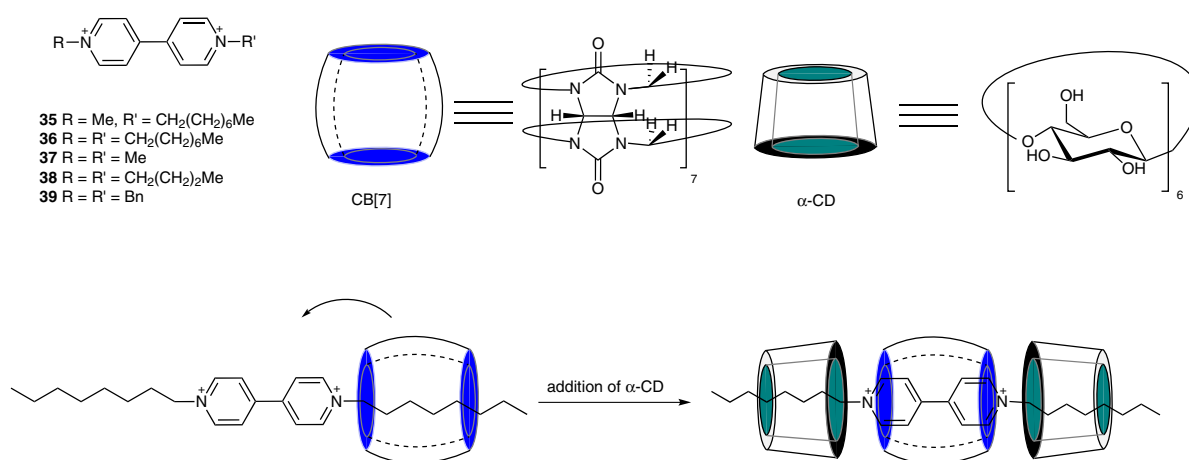 R N+ N+ R'
35 R = Me, R' = CH2(CH2)6Me
36 R = R' = CH2(CH2)6Me
37 R = R' = Me
38 R = R' = CH2(CH2)2Me
39 R = R' = Bn
CB[7]
O
H H
N N
H H
H H
N N
O
7
α-CD
OH
O
O
HO
OH
6
N+ N+
addition of α-CD
N+ N+